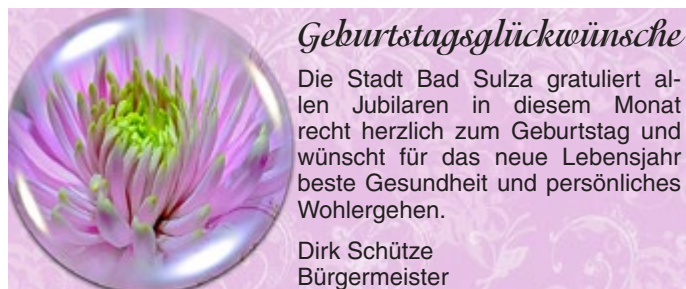 Geburtstagsglückwünsche
Die Stadt Bad Sulza gratuliert al-
len Jubilaren in diesem Monat
recht herzlich zum Geburtstag und
wünscht für das neue Lebensjahr
beste Gesundheit und persönliches
Wohlergehen.
Dirk Schütze
Bürgermeister